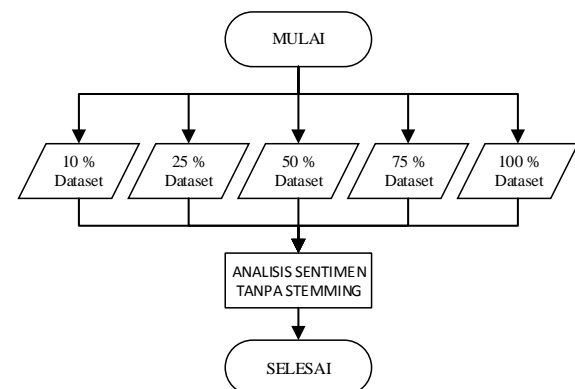 MULAI
10 %
Dataset
25 %
Dataset
50 %
Dataset
75 %
Dataset
100 %
Dataset
ANALISIS SENTIMEN
TANPA STEMMING
SELESAI